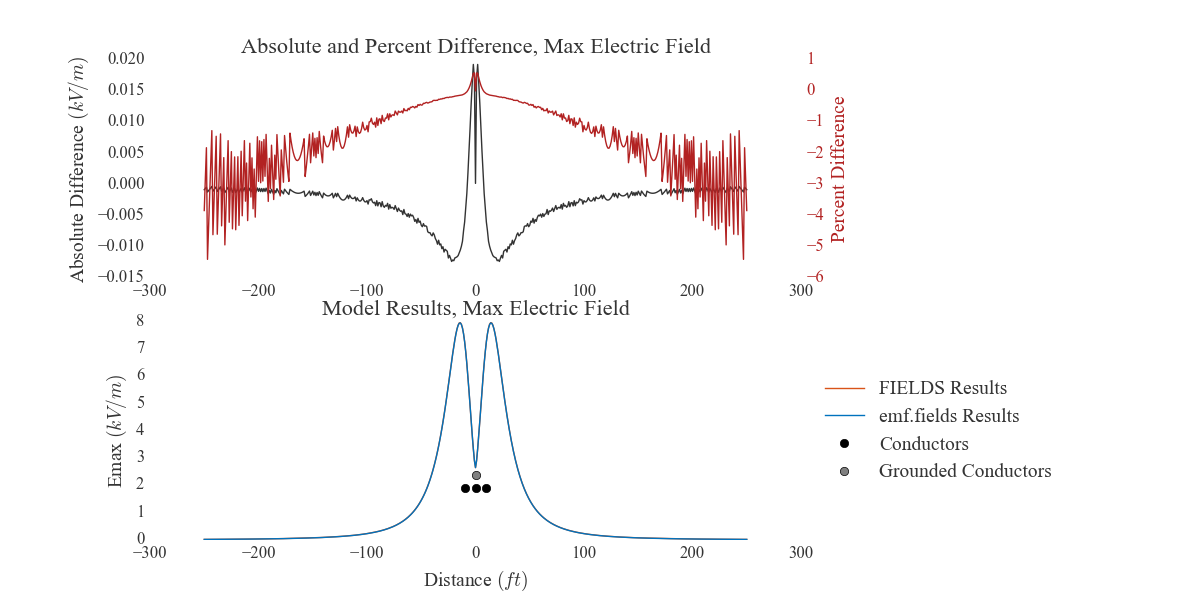 Absolute and Percent Difference, Max Electric Field
Absolute Difference (kV/m)
0.020
0.015
0.010
0.005
0.000
−0.005
−0.010
−0.015
1
0
−1
−2
−3
−4
−5
−6
Percent Difference
−300 −200 −100 0 100 200 300
Model Results, Max Electric Field
Emax (kV/m)
8
7
6
5
4
3
2
1
0
−300 −200 −100 0 100 200 300
Distance (ft)
FIELDS Results
emf.fields Results
Conductors
Grounded Conductors